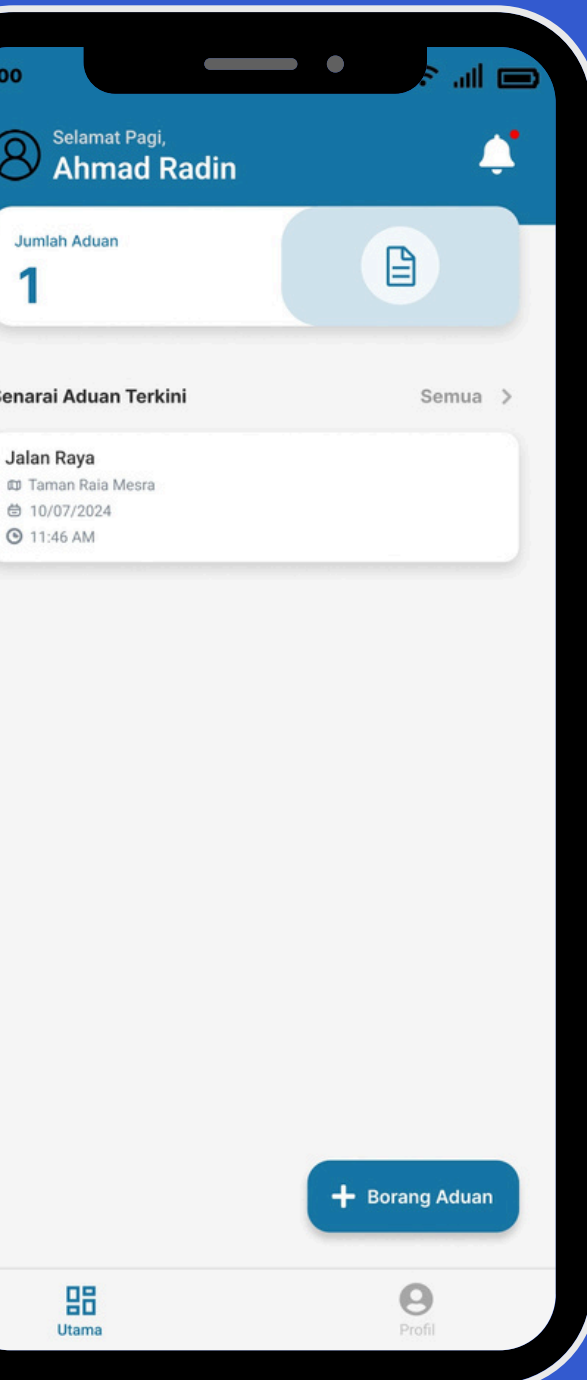 00
Selamat Pagi,
Ahmad Radin
Jumlah Aduan
1
Senarai Aduan Terkini
Semua
Jalan Raya
Taman Raia Mesra
10/07/2024
11:46 AM
Borang Aduan
Utama
Profil